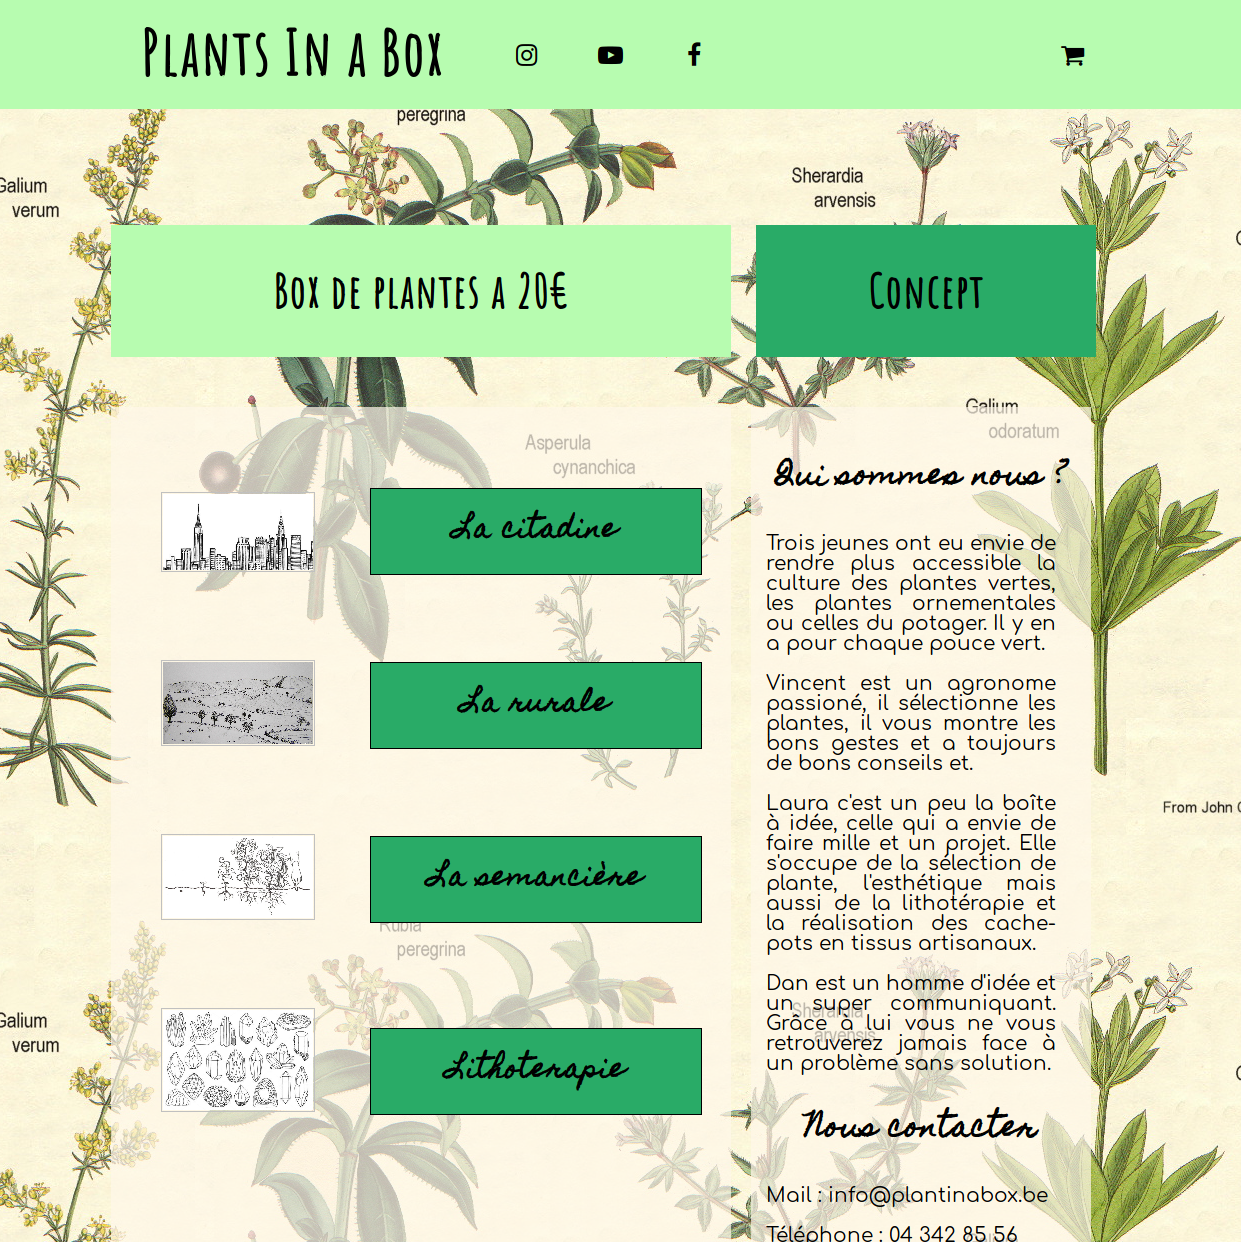 Plants In a Box
peregrina
Galium
verum
Sherardia
arvensis
Box de plantes a 20€
Concept
Galium
odoratum
Asperula
cynanchica
Qui sommes nous ?
La citadine
Trois jeunes ont eu envie de
rendre plus accessible la
culture des plantes vertes,
les plantes ornementales
ou celles du potager. Il y en
a pour chaque pouce vert.
La rurale
Vincent est un agronome
passioné, il sélectionne les
plantes, il vous montre les
bons gestes et a toujours
de bons conseils et.
Laura c'est un peu la boîte
à idée, celle qui a envie de
faire mille et un projet. Elle
s'occupe de la sélection de
plante, l'esthétique mais
aussi de la lithotérapie et
la réalisation des cache-
pots en tissus artisanaux.
From John
La semancière
Rubia
peregrina
Dan est un homme d'idée et
un super communiquant.
Grâce à lui vous ne vous
retrouverez jamais face à
un problème sans solution.
Sherardia
arvensis
Galium
verum
Lithoterapie
Nous contacter
Mail : info@plantinabox.be
Téléphone : 04 342 85 56